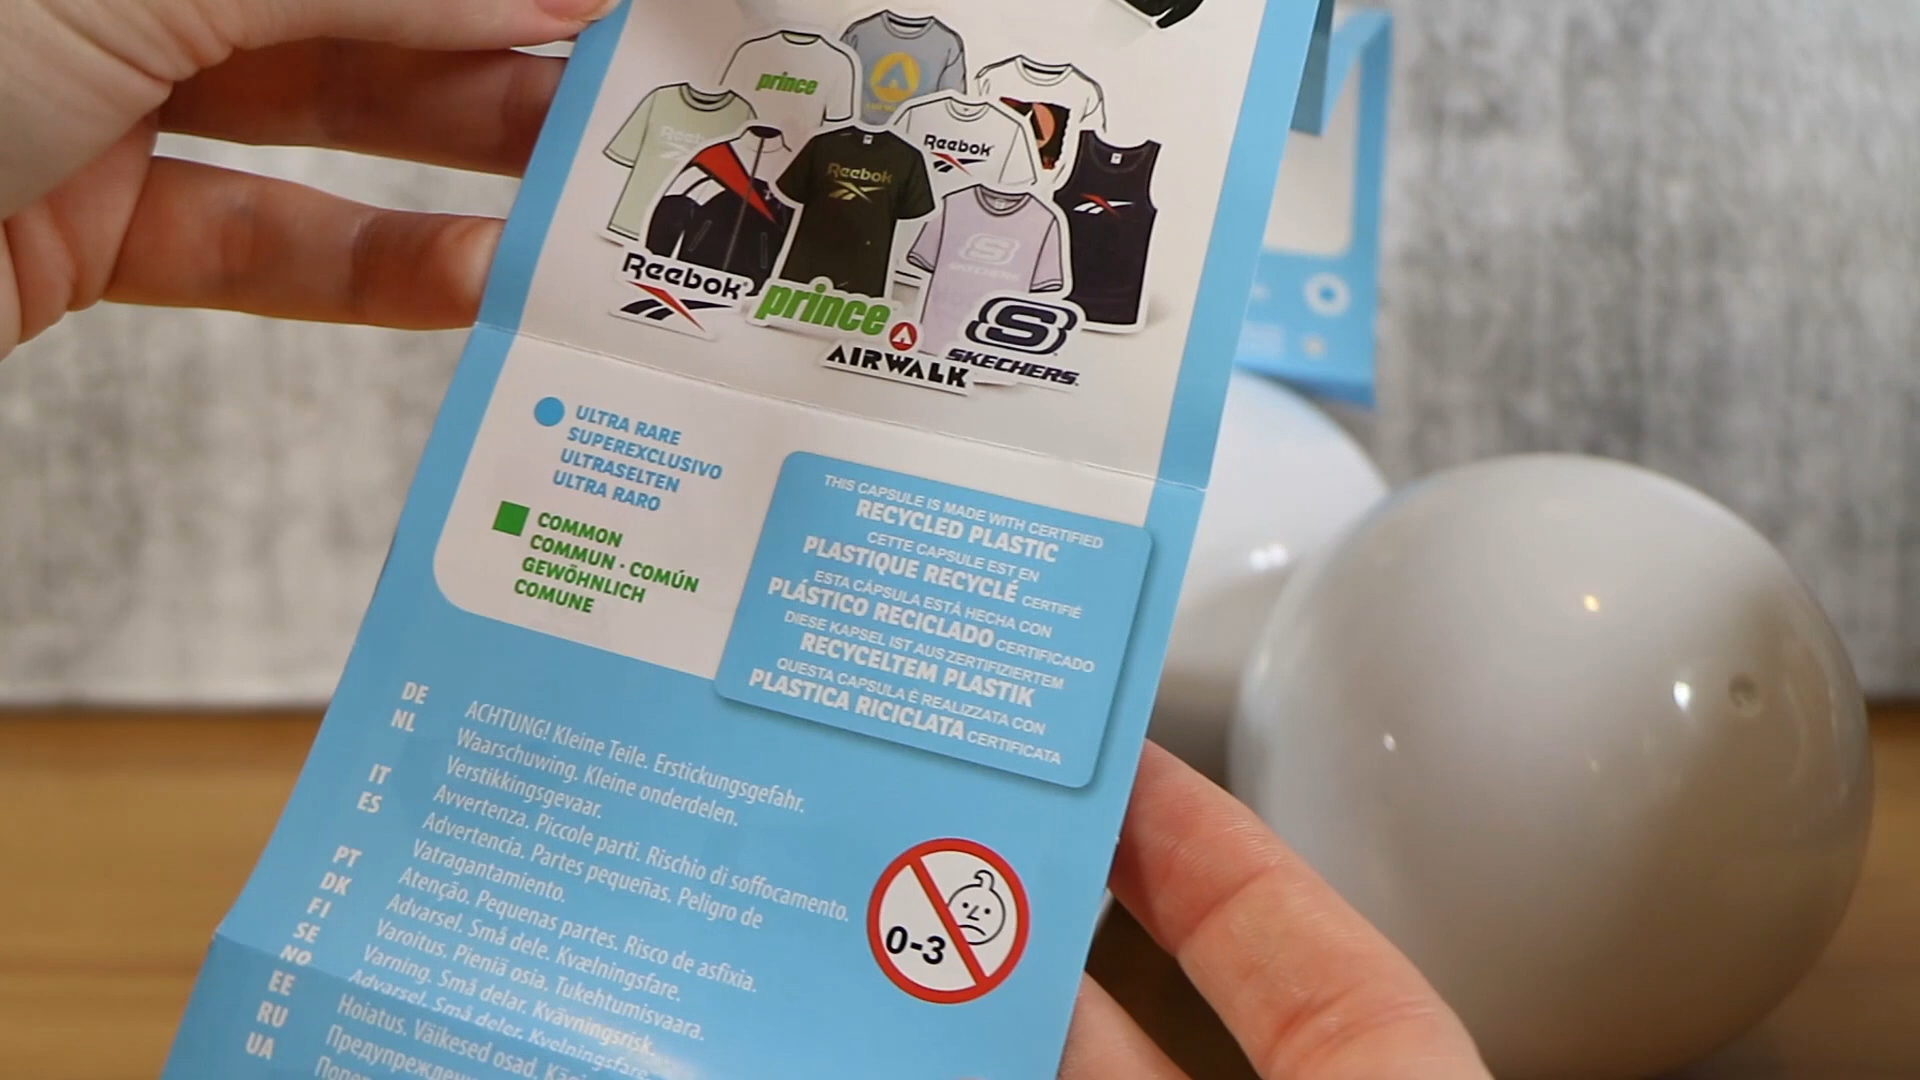 prince
Reebok
Reebok
Reebok
SKECHERS
Reebok
prince
AIRWALK
SKECHERS
ULTRA RARE
SUPEREXCLUSIVO
ULTRASELTEN
ULTRA RARO
COMMON
COMMUN · COMÚN
GEWÖHNLICH
COMUNE
THIS CAPSULE IS MADE WITH CERTIFIED
RECYCLED PLASTIC
CETTE CAPSULE EST EN
PLASTIQUE RECYCLÉ CERTIFIÉ
ESTA CÁPSULA ESTÁ HECHA CON
PLÁSTICO RECICLADO CERTIFICADO
DIESE KAPSEL IST AUS ZERTIFIZIERTEM
RECYCELTEM PLASTIK
QUESTA CAPSULA È REALIZZATA CON
PLASTICA RICICLATA CERTIFICATA
DE ACHTUNG! Kleine Teile. Erstickungsgefahr.
NL Waarschuwing. Kleine onderdelen.
Verstikkingsgevaar.
IT Avvertenza. Piccole parti. Rischio di soffocamento.
ES Advertencia. Partes pequeñas. Peligro de
Vatragantamiento.
PT Atenção. Pequenas partes. Risco de asfixia.
DK Advarsel. Små dele. Kvælningsfare.
FI Varoitus. Pieniä osia. Tukehtumisvaara.
SE Varning. Små delar. Kvävningsrisk.
NO Advarsel. Små deler. Kvelningsfare.
EE Hoiatus. Väikesed osad.
RU
UA
0-3